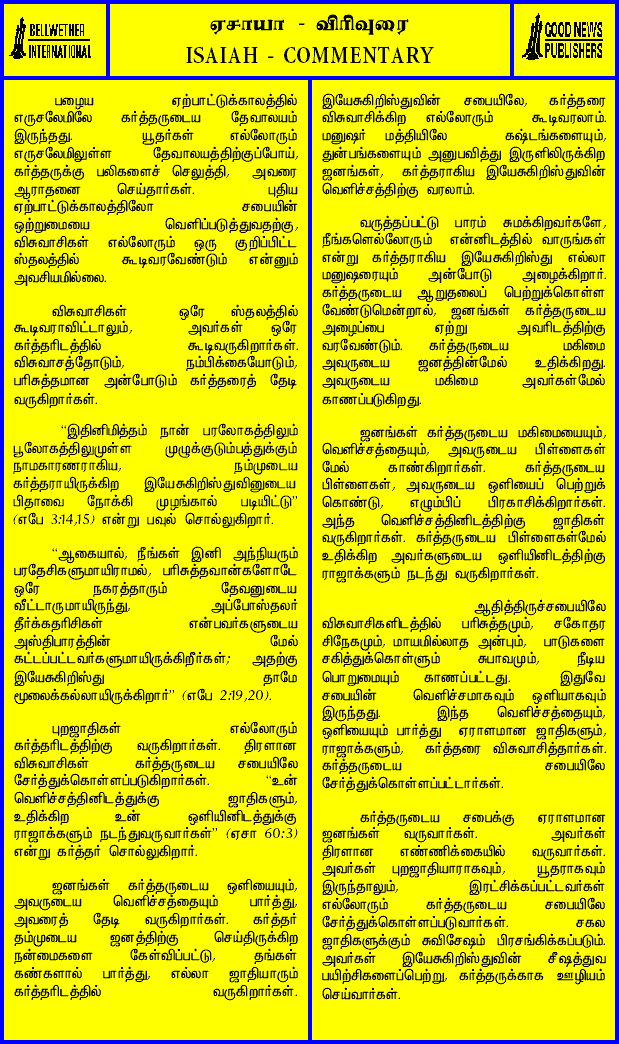 BELLWETHER
INTERNATIONAL
ஏசாயா - விரிவுரை
ISAIAH - COMMENTARY
GOOD NEWS
PUBLISHERS
பழைய ஏற்பாட்டுக்காலத்தில்
எருசலேமிலே கர்த்தருடைய தேவாலயம்
இருந்தது. யூதர்கள் எல்லோரும்
எருசலேமிலுள்ள தேவாலயத்திற்குப்போய்,
கர்த்தருக்கு பலிகளைச் செலுத்தி, அவரை
ஆராதனை செய்தார்கள். புதிய
ஏற்பாட்டுக்காலத்திலோ சபையின்
ஒற்றுமையை வெளிப்படுத்துவதற்கு,
விசுவாசிகள் எல்லோரும் ஒரு குறிப்பிட்ட
ஸ்தலத்தில் கூடிவரவேண்டும் என்னும்
அவசியமில்லை.
விசுவாசிகள் ஒரே ஸ்தலத்தில்
கூடிவராவிட்டாலும், அவர்கள் ஒரே
கர்த்தரிடத்தில் கூடிவருகிறார்கள்.
விசுவாசத்தோடும், நம்பிக்கையோடும்,
பரிசுத்தமான அன்போடும் கர்த்தரைத் தேடி
வருகிறார்கள்.
“இதினிமித்தம் நான் பரலோகத்திலும்
பூலோகத்திலுமுள்ள முழுக்குடும்பத்துக்கும்
நாமகாரணராகிய, நம்முடைய
கர்த்தராயிருக்கிற இயேசுகிறிஸ்துவினுடைய
பிதாவை நோக்கி முழங்கால் படியிட்டு”
(எபே 3:14,15) என்று பவுல் சொல்லுகிறார்.
“ஆகையால், நீங்கள் இனி அந்நியரும்
பரதேசிகளுமாயிராமல், பரிசுத்தவான்களோடே
ஒரே நகரத்தாரும் தேவனுடைய
வீட்டாருமாயிருந்து, அப்போஸ்தலர்
தீர்க்கதரிசிகள் என்பவர்களுடைய
அஸ்திபாரத்தின் மேல்
கட்டப்பட்டவர்களுமாயிருக்கிறீர்கள்; அதற்கு
இயேசுகிறிஸ்து தாமே
மூலைக்கல்லாயிருக்கிறார்” (எபே 2:19,20).
புறஜாதிகள் எல்லோரும்
கர்த்தரிடத்திற்கு வருகிறார்கள். திரளான
விசுவாசிகள் கர்த்தருடைய சபையிலே
சேர்த்துக்கொள்ளப்படுகிறார்கள். “உன்
வெளிச்சத்தினிடத்துக்கு ஜாதிகளும்,
உதிக்கிற உன் ஒளியினிடத்துக்கு
ராஜாக்களும் நடந்துவருவார்கள்” (ஏசா 60:3)
என்று கர்த்தர் சொல்லுகிறார்.
ஜனங்கள் கர்த்தருடைய ஒளியையும்,
அவருடைய வெளிச்சத்தையும் பார்த்து,
அவரைத் தேடி வருகிறார்கள். கர்த்தர்
தம்முடைய ஜனத்திற்கு செய்திருக்கிற
நன்மைகளை கேள்விப்பட்டு, தங்கள்
கண்களால் பார்த்து, எல்லா ஜாதியாரும்
கர்த்தரிடத்தில் வருகிறார்கள்.
இயேசுகிறிஸ்துவின் சபையிலே, கர்த்தரை
விசுவாசிக்கிற எல்லோரும் கூடிவரலாம்.
மனுஷர் மத்தியிலே கஷ்டங்களையும்,
துன்பங்களையும் அனுபவித்து இருளிலிருக்கிற
ஜனங்கள், கர்த்தராகிய இயேசுகிறிஸ்துவின்
வெளிச்சத்திற்கு வரலாம்.
வருத்தப்பட்டு பாரம் சுமக்கிறவர்களே,
நீங்களெல்லோரும் என்னிடத்தில் வாருங்கள்
என்று கர்த்தராகிய இயேசுகிறிஸ்து எல்லா
மனுஷரையும் அன்போடு அழைக்கிறார்.
கர்த்தருடைய ஆறுதலைப் பெற்றுக்கொள்ள
வேண்டுமென்றால், ஜனங்கள் கர்த்தருடைய
அழைப்பை ஏற்று அவரிடத்திற்கு
வரவேண்டும். கர்த்தருடைய மகிமை
அவருடைய ஜனத்தின்மேல் உதிக்கிறது.
அவருடைய மகிமை அவர்கள்மேல்
காணப்படுகிறது.
ஜனங்கள் கர்த்தருடைய மகிமையையும்,
வெளிச்சத்தையும், அவருடைய பிள்ளைகள்
மேல் காண்கிறார்கள். கர்த்தருடைய
பிள்ளைகள், அவருடைய ஒளியைப் பெற்றுக்
கொண்டு, எழும்பிப் பிரகாசிக்கிறார்கள்.
அந்த வெளிச்சத்தினிடத்திற்கு ஜாதிகள்
வருகிறார்கள். கர்த்தருடைய பிள்ளைகள்மேல்
உதிக்கிற அவர்களுடைய ஒளியினிடத்திற்கு
ராஜாக்களும் நடந்து வருகிறார்கள்.
ஆதித்திருச்சபையிலே
விசுவாசிகளிடத்தில் பரிசுத்தமும், சகோதர
சிநேகமும், மாயமில்லாத அன்பும், பாடுகளை
சகித்துக்கொள்ளும் சுபாவமும், நீடிய
பொறுமையும் காணப்பட்டது. இதுவே
சபையின் வெளிச்சமாகவும் ஒளியாகவும்
இருந்தது. இந்த வெளிச்சத்தையும்,
ஒளியையும் பார்த்து ஏராளமான ஜாதிகளும்,
ராஜாக்களும், கர்த்தரை விசுவாசித்தார்கள்.
கர்த்தருடைய சபையிலே
சேர்த்துக்கொள்ளப்பட்டார்கள்.
கர்த்தருடைய சபைக்கு ஏராளமான
ஜனங்கள் வருவார்கள். அவர்கள்
திரளான எண்ணிக்கையில் வருவார்கள்.
அவர்கள் புறஜாதியாராகவும், யூதராகவும்
இருந்தாலும், இரட்சிக்கப்பட்டவர்கள்
எல்லோரும் கர்த்தருடைய சபையிலே
சேர்த்துக்கொள்ளப்படுவார்கள். சகல
ஜாதிகளுக்கும் சுவிசேஷம் பிரசங்கிக்கப்படும்.
அவர்கள் இயேசுகிறிஸ்துவின் சீஷத்துவ
பயிற்சிகளைப்பெற்று, கர்த்தருக்காக ஊழியம்
செய்வார்கள்.